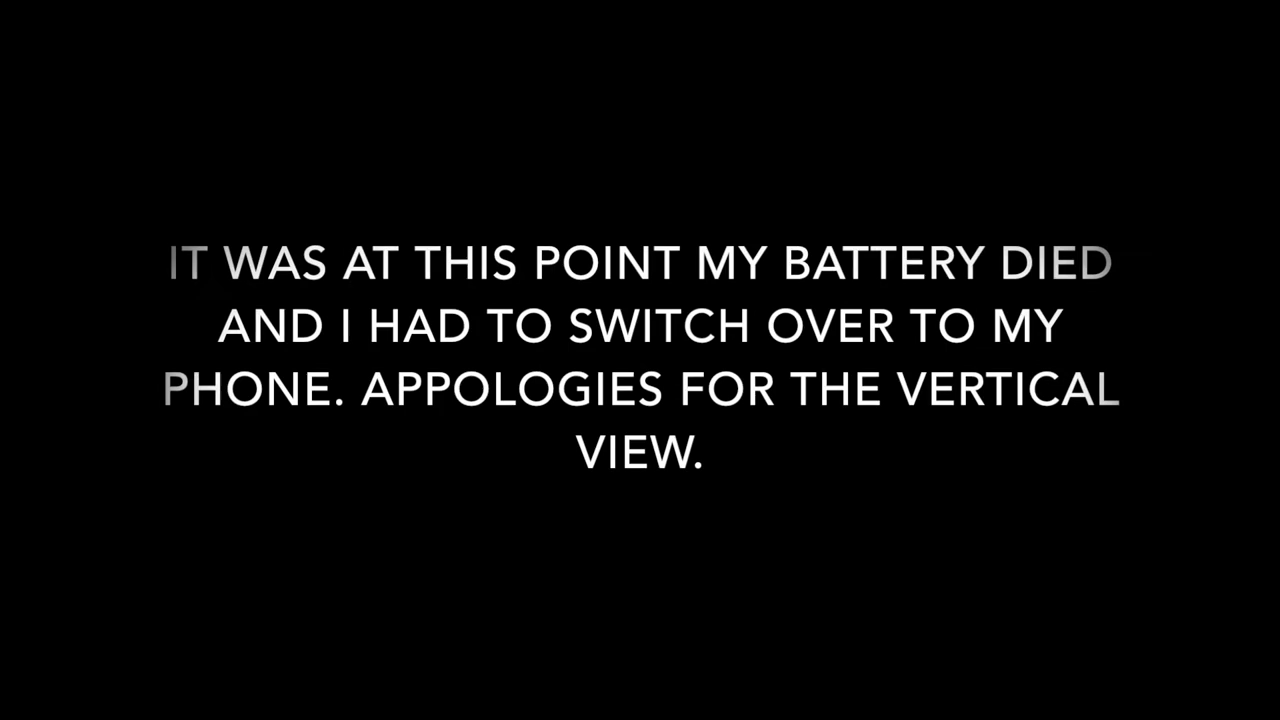 IT WAS AT THIS POINT MY BATTERY DIED
AND I HAD TO SWITCH OVER TO MY
PHONE. APPOLOGIES FOR THE VERTICAL
VIEW.